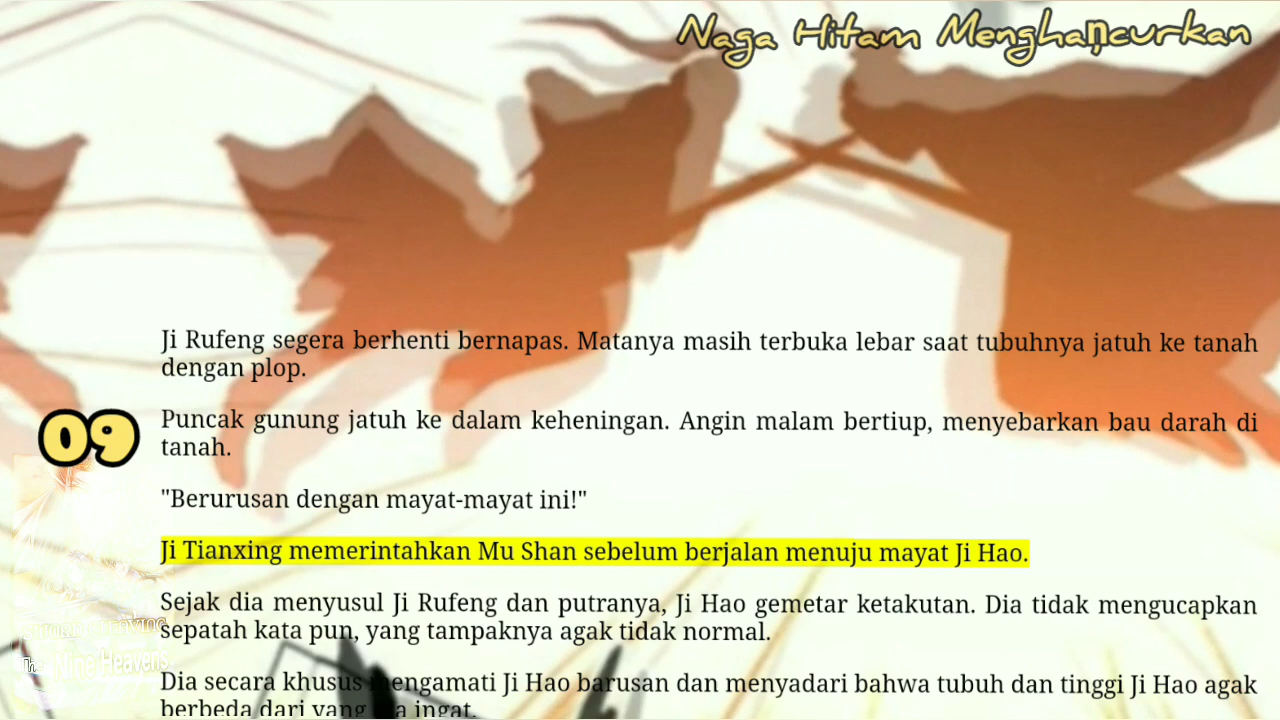 Naga Hitam Menghaṇcurkan
Ji Rufeng segera berhenti bernapas. Matanya masih terbuka lebar saat tubuhnya jatuh ke tanah
dengan plop.
Puncak gunung jatuh ke dalam keheningan. Angin malam bertiup, menyebarkan bau darah di
tanah.
09
"Berurusan dengan mayat-mayat ini!"
Ji Tianxing memerintahkan Mu Shan sebelum berjalan menuju mayat Ji Hao.
Sejak dia menyusul Ji Rufeng dan putranya, Ji Hao gemetar ketakutan. Dia tidak mengucapkan
sepatah kata pun, yang tampaknya agak tidak normal.
The Nine Heavens
Dia secara khusus mengamati Ji Hao barusan dan menyadari bahwa tubuh dan tinggi Ji Hao agak
berbeda dari yang dia ingat.